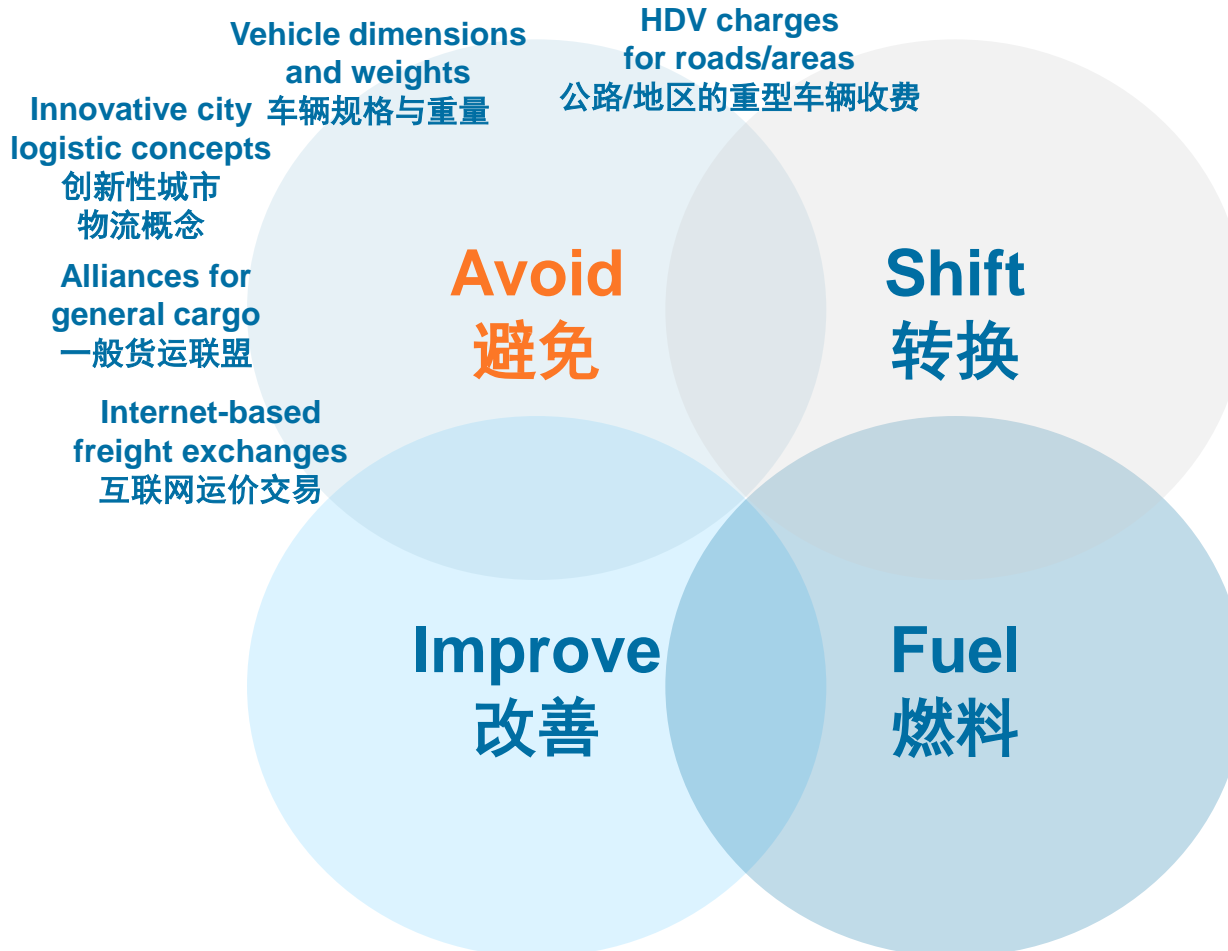 Vehicle dimensions
and weights
车辆规格与重量
HDV charges
for roads/areas
公路/地区的重型车辆收费
Innovative city
logistic concepts
创新性城市
物流概念
Alliances for
general cargo
一般货运联盟
Internet-based
freight exchanges
互联网运价交易
Avoid
避免
Shift
转换
Improve
改善
Fuel
燃料